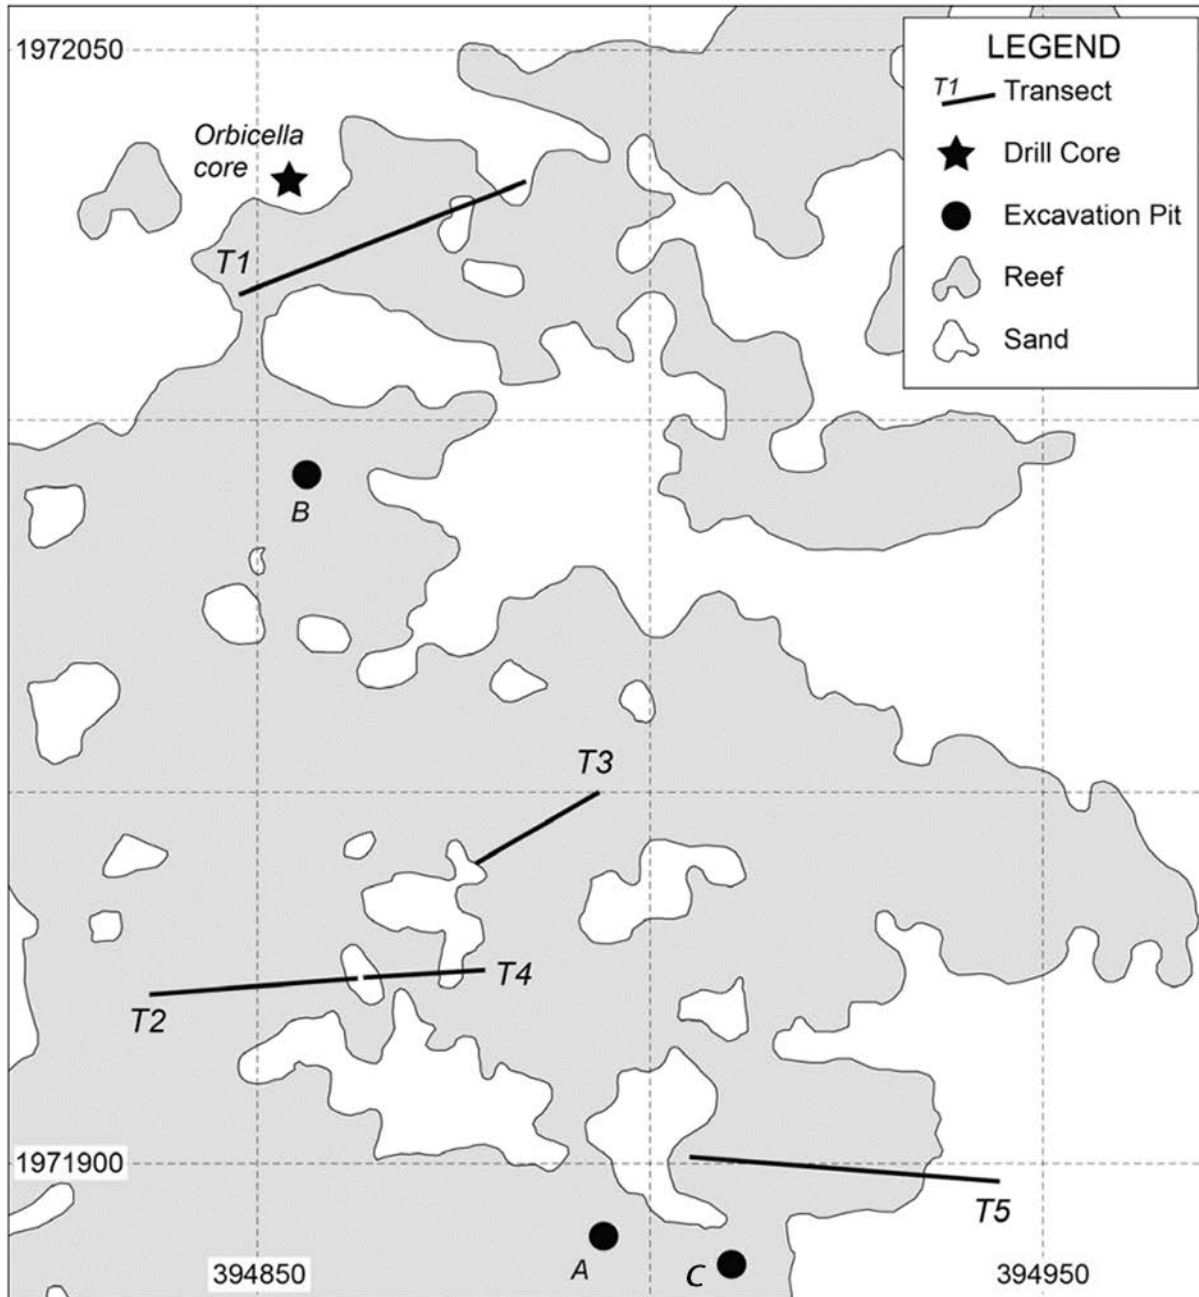 1972050
LEGEND
T1
Transect
Orbicella
core
Drill Core
Excavation Pit
T1
Reef
Sand
B
T3
T4
T2
1971900
T5
A
C
394850
394950